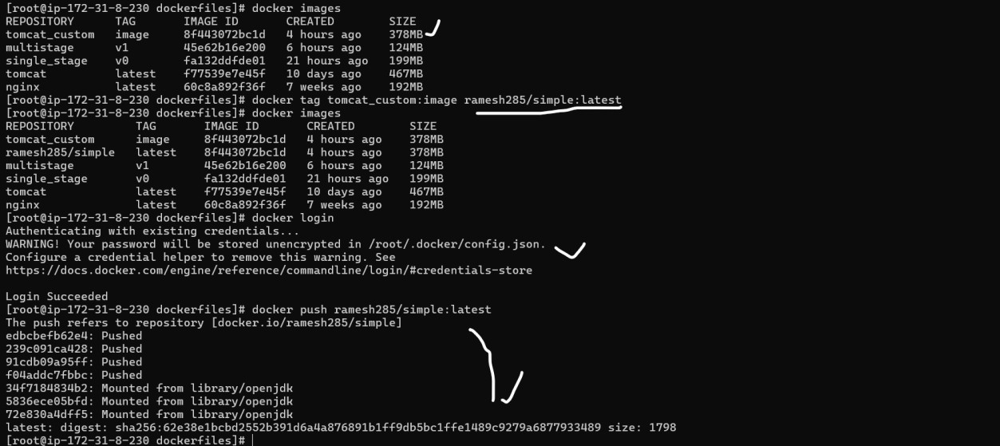 [root@ip-172-31-8-230 dockerfiles]# docker images
REPOSITORY TAG IMAGE ID CREATED SIZE
tomcat_custom image 8f443072bc1d 4 hours ago 378MB
multistage v1 45e62b16e200 6 hours ago 124MB
single_stage v0 fa132ddfde01 21 hours ago 199MB
tomcat latest f77539e7e45f 10 days ago 467MB
nginx latest 60c8a892f36f 7 weeks ago 192MB
[root@ip-172-31-8-230 dockerfiles]# docker tag tomcat_custom:image ramesh285/simple:latest
[root@ip-172-31-8-230 dockerfiles]# docker images
REPOSITORY TAG IMAGE ID CREATED SIZE
tomcat_custom image 8f443072bc1d 4 hours ago 378MB
ramesh285/simple latest 8f443072bc1d 4 hours ago 378MB
multistage v1 45e62b16e200 6 hours ago 124MB
single_stage v0 fa132ddfde01 21 hours ago 199MB
tomcat latest f77539e7e45f 10 days ago 467MB
nginx latest 60c8a892f36f 7 weeks ago 192MB
[root@ip-172-31-8-230 dockerfiles]# docker login
Authenticating with existing credentials...
WARNING! Your password will be stored unencrypted in /root/.docker/config.json.
Configure a credential helper to remove this warning. See
https://docs.docker.com/engine/reference/commandline/login/#credentials-store
Login Succeeded
[root@ip-172-31-8-230 dockerfiles]# docker push ramesh285/simple:latest
The push refers to repository [docker.io/ramesh285/simple]
edbcbefb62e4: Pushed
239c091ca428: Pushed
91cdb09a95ff: Pushed
f04addc7fbbc: Pushed
34f7184834b2: Mounted from library/openjdk
5836ece05bfd: Mounted from library/openjdk
72e830a4dff5: Mounted from library/openjdk
latest: digest: sha256:62e38e1bcbd2552b391d6a4a876891b1ff9db5bc1ffe1489c9279a6877933489 size: 1798
[root@ip-172-31-8-230 dockerfiles]#